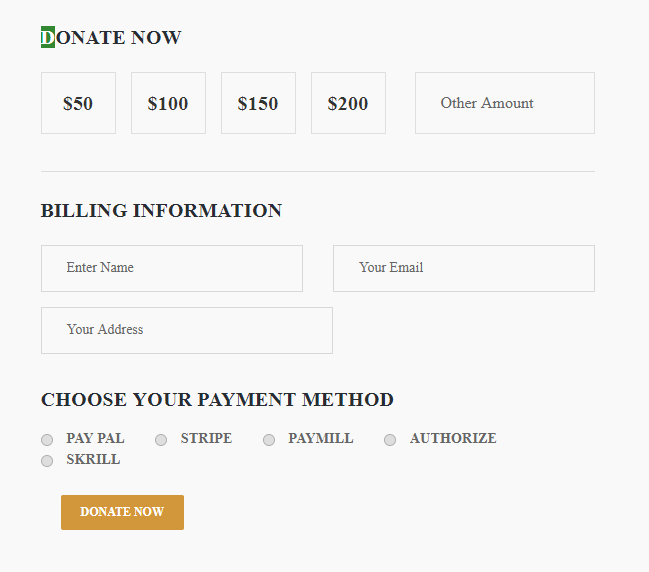 DONATE NOW
$50 $100 $150 $200 Other Amount
BILLING INFORMATION
Enter Name Your Email
Your Address
CHOOSE YOUR PAYMENT METHOD
PAY PAL STRIPE PAYMILL AUTHORIZE
SKRILL
DONATE NOW